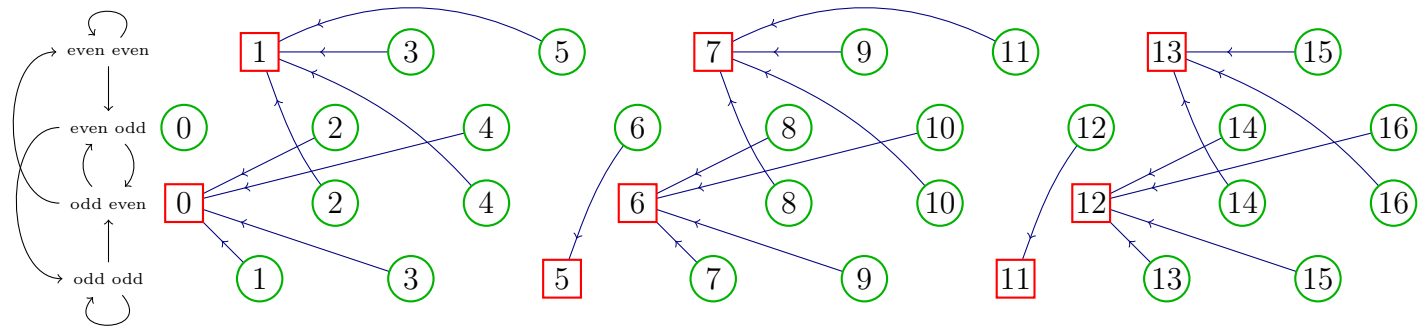 even even 1 3 5 7 9 11 13 15
even odd 0 2 4 6 8 10 12 14 16
odd even 0 2 4 6 8 10 12 14 16
odd odd 1 3 5 7 9 11 13 15